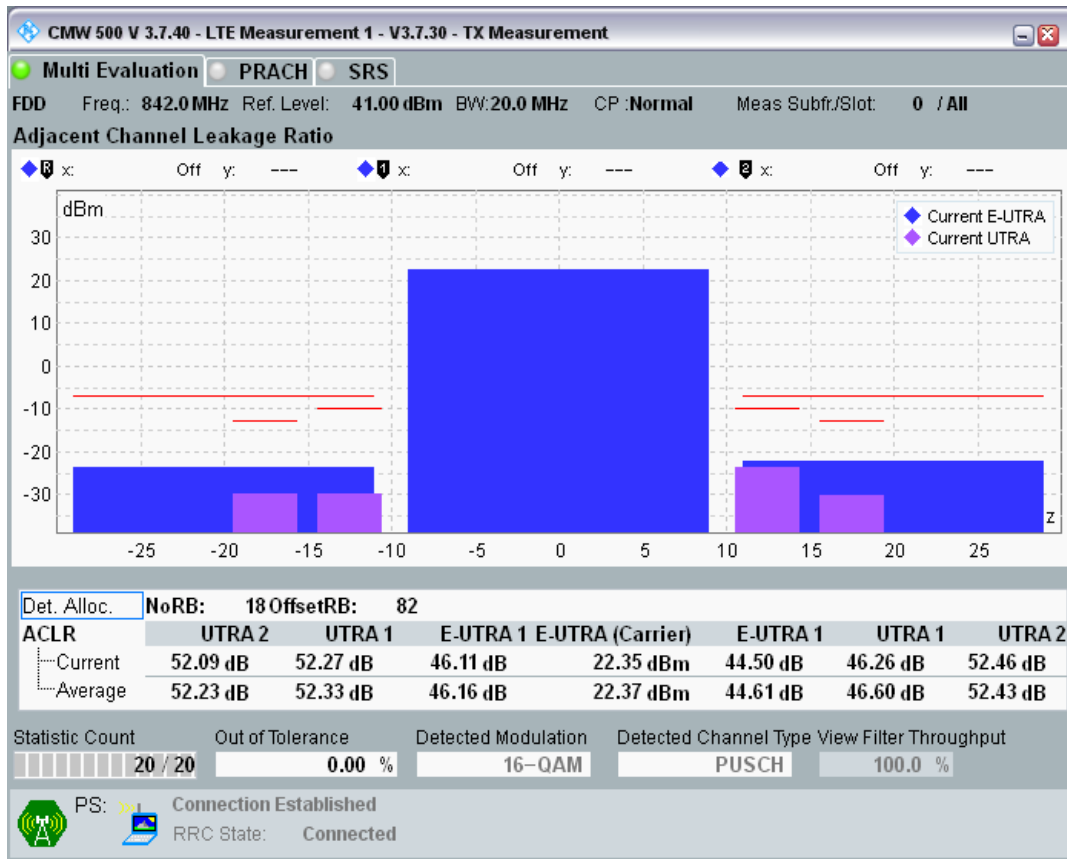 CMW 500 V 3.7.40 - LTE Measurement 1 - V3.7.30 - TX Measurement
Multi Evaluation PRACH SRS
FDD Freq.: 842.0 MHz Ref. Level: 41.00 dBm BW: 20.0 MHz CP :Normal Meas Subfr./Slot: 0 / All
Adjacent Channel Leakage Ratio
R x: Off y: --- 1 x: Off y: --- 2 x: Off y: ---
dBm
Current E-UTRA
Current UTRA
30
20
10
0
-10
-20
-30
z
-25 -20 -15 -10 -5 0 5 10 15 20 25
Det. Alloc. NoRB: 18 OffsetRB: 82
ACLR UTRA 2 UTRA 1 E-UTRA 1 E-UTRA (Carrier) E-UTRA 1 UTRA 1 UTRA 2
Current 52.09 dB 52.27 dB 46.11 dB 22.35 dBm 44.50 dB 46.26 dB 52.46 dB
Average 52.23 dB 52.33 dB 46.16 dB 22.37 dBm 44.61 dB 46.60 dB 52.43 dB
Statistic Count Out of Tolerance Detected Modulation Detected Channel Type View Filter Throughput
20 / 20 0.00 % 16-QAM PUSCH 100.0 %
PS: Connection Established
RRC State: Connected